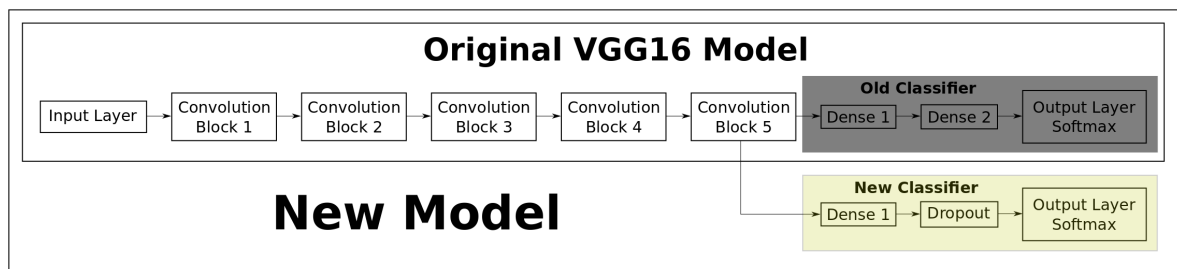 Original VGG16 Model
Input Layer
Convolution
Block 1
Convolution
Block 2
Convolution
Block 3
Convolution
Block 4
Convolution
Block 5
Old Classifier
Dense 1
Dense 2
Output Layer
Softmax
New Model
New Classifier
Dense 1
Dropout
Output Layer
Softmax